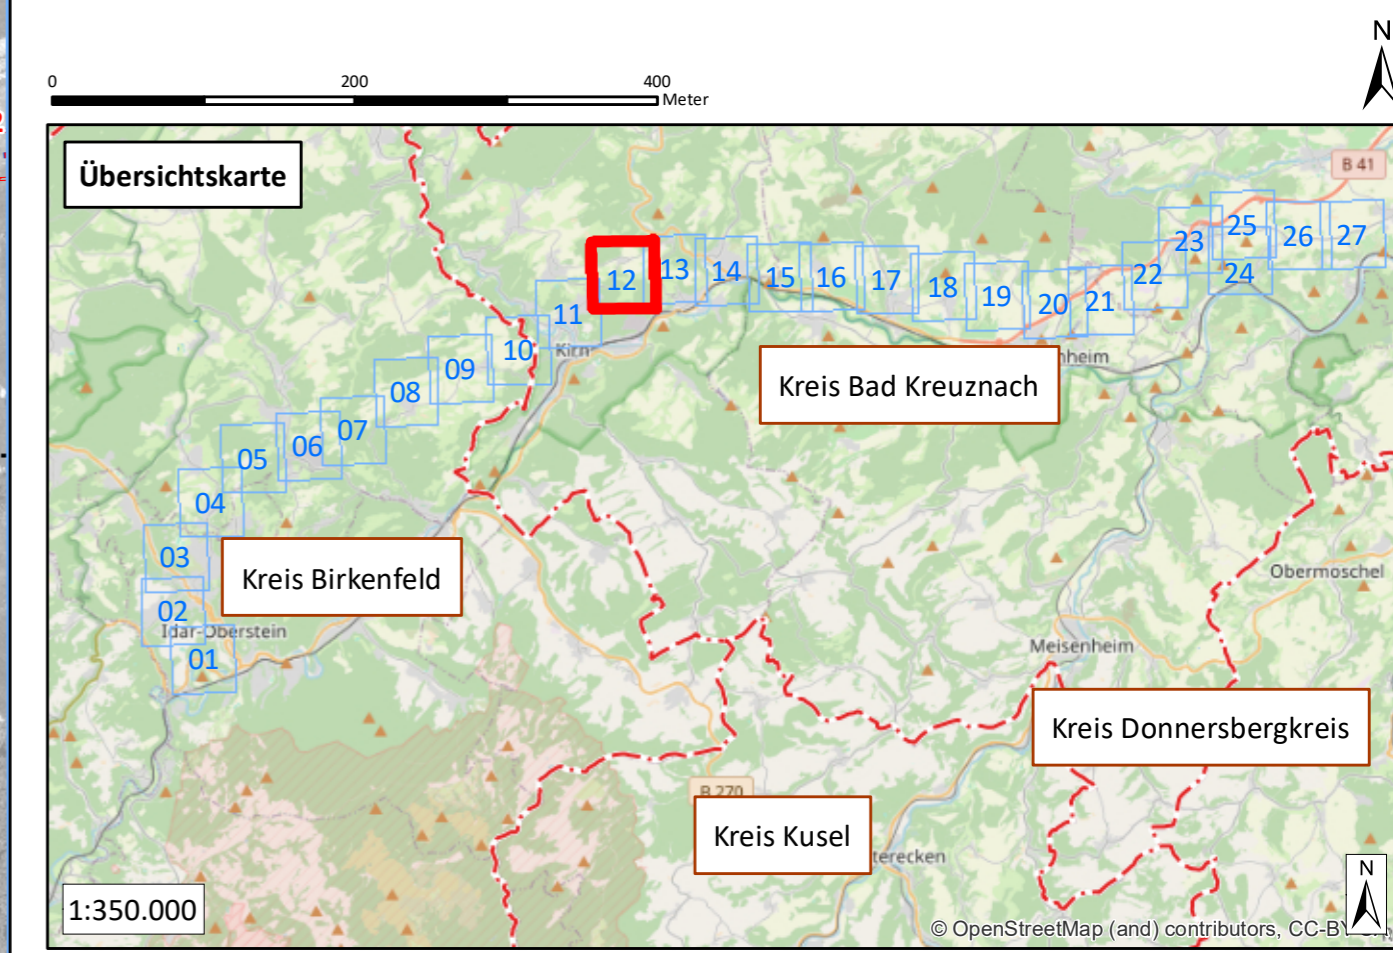 N
0 200 400
Meter
Übersichtskarte
B 41
25
23
26
27
13
12
14
15
16
17
18
19
20
21
22
24
11
10
Kirn
nheim
09
08
07
06
05
04
03
02
01
Kreis Bad Kreuznach
Kreis Birkenfeld
Idar-Oberstein
Obermoschel
Meisenheim
Kreis Donnersbergkreis
B 270
Kreis Kusel
terecken
N
1:350.000
© OpenStreetMap (and) contributors, CC-BY